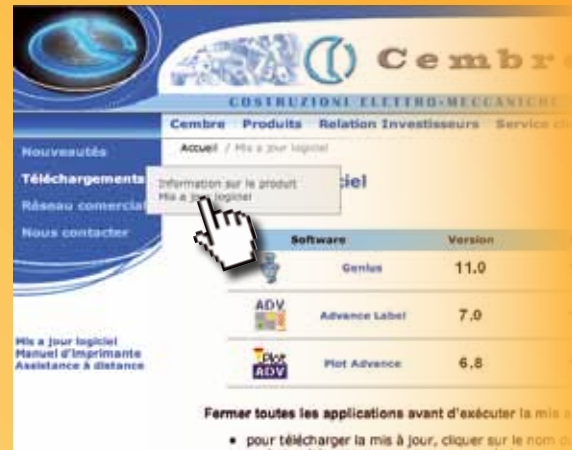 Cembre
COSTRUZIONI ELETTRO-MECCANICHE
Cembre Produits Relation Investisseurs Service
Accueil / Mis a jour logiciel
Nouveautés
Téléchargements
Information sur le produit
Mis a jour logiciel
ciel
Réseau comercial
Nous contacter
Software Version
Genius 11.0
ADV
Advance Label 7.0
Plot
ADV
Plot Advance 6.8
Mis a jour logiciel
Manuel d'Imprimante
Assistance à distance
Fermer toutes les applications avant d'exécuter la mis
• pour télécharger la mis à jour, cliquer sur le nom